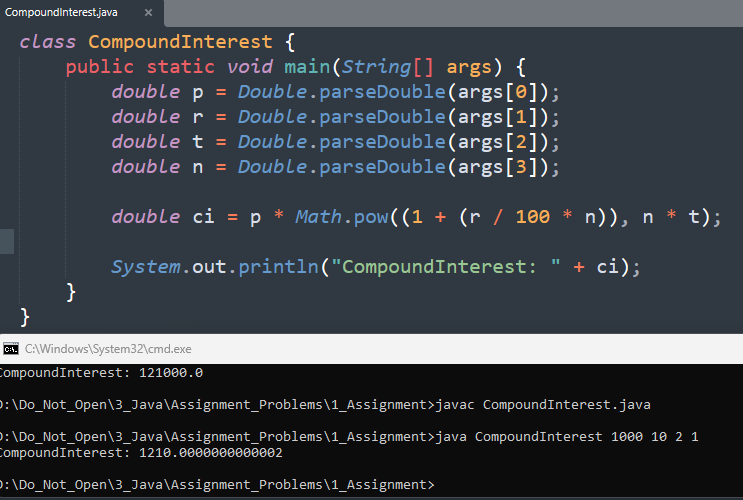 CompoundInterest.java ×
class CompoundInterest {
public static void main(String[] args) {
double p = Double.parseDouble(args[0]);
double r = Double.parseDouble(args[1]);
double t = Double.parseDouble(args[2]);
double n = Double.parseDouble(args[3]);
double ci = p * Math.pow((1 + (r / 100 * n)), n * t);
System.out.println("CompoundInterest: " + ci);
}
}
C:\Windows\System32\cmd.exe
CompoundInterest: 121000.0
D:\Do_Not_Open\3_Java\Assignment_Problems\1_Assignment>javac CompoundInterest.java
D:\Do_Not_Open\3_Java\Assignment_Problems\1_Assignment>java CompoundInterest 1000 10 2 1
CompoundInterest: 1210.0000000000002
D:\Do_Not_Open\3_Java\Assignment_Problems\1_Assignment>